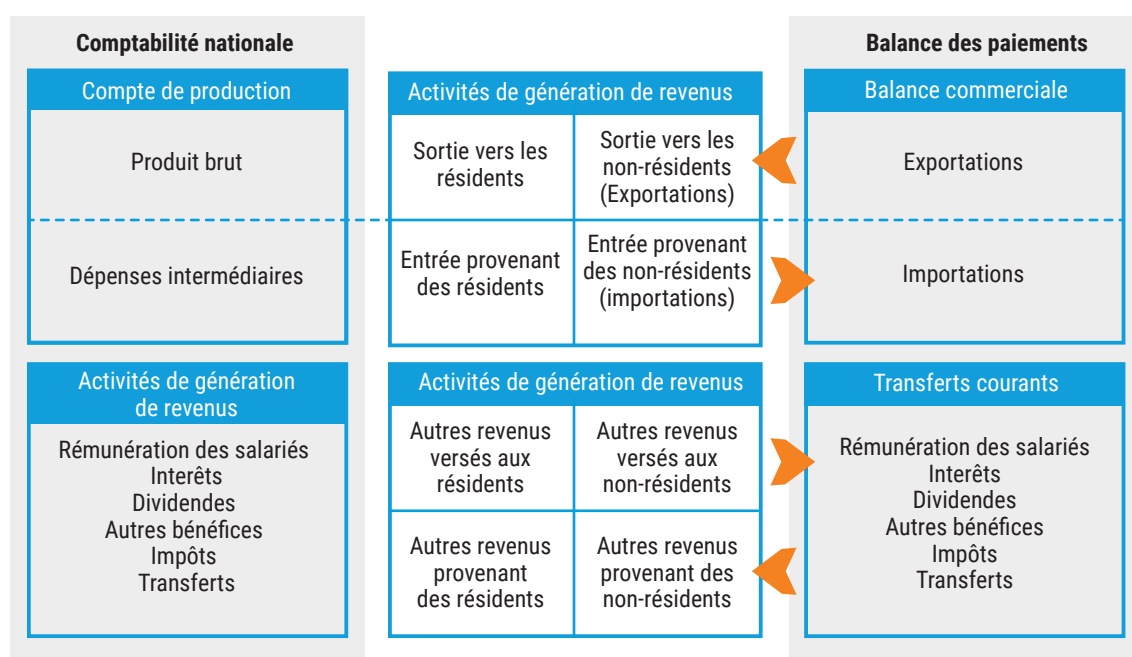 Comptabilité nationale
Balance des paiements
Compte de production
Activités de génération de revenus
Balance commerciale
Produit brut
Sortie vers les
résidents
Sortie vers les
non-résidents
(Exportations)
Exportations
Dépenses intermédiaires
Entrée provenant
des résidents
Entrée provenant
des non-résidents
(importations)
Importations
Activités de génération
de revenus
Activités de génération de revenus
Transferts courants
Rémunération des salariés
Interêts
Dividendes
Autres bénéfices
Impôts
Transferts
Autres revenus
versés aux
résidents
Autres revenus
versés aux
non-résidents
Autres revenus
provenant
des résidents
Autres revenus
provenant des
non-résidents
Rémunération des salariés
Interêts
Dividendes
Autres bénéfices
Impôts
Transferts